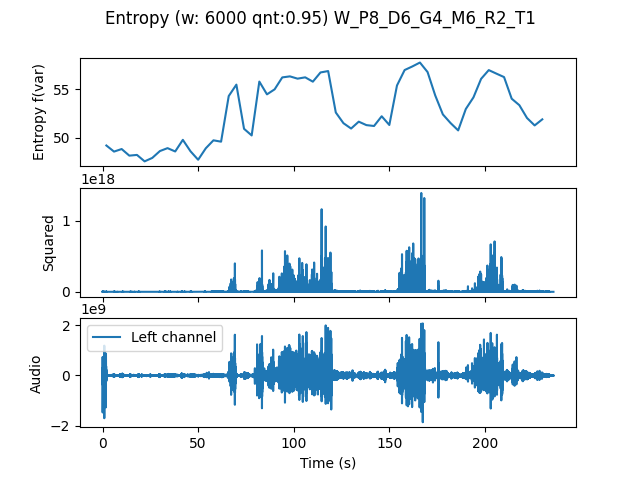 Entropy (w: 6000 qnt:0.95) W_P8_D6_G4_M6_R2_T1
Entropy f(var)
55
50
1e18
Squared
1
0
1e9
Audio
2
0
−2
Left channel
0 50 100 150 200
Time (s)